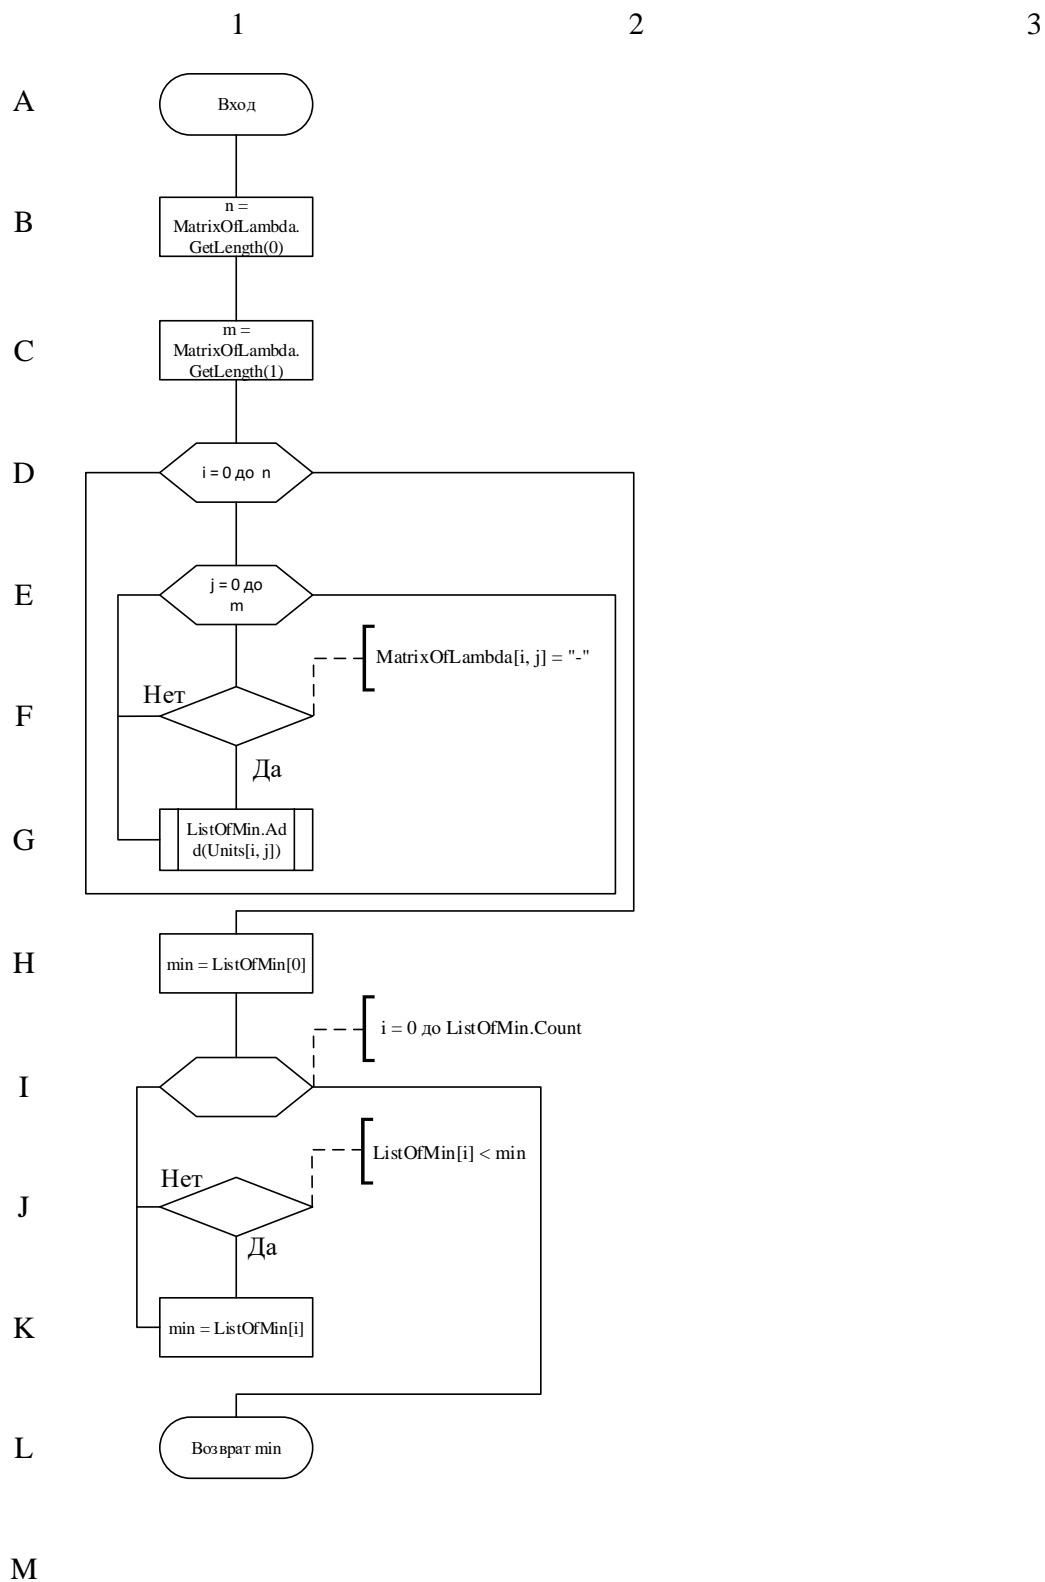 1 2 3
A
Вход
B
n =
MatrixOfLambda.
GetLength(0)
C
m =
MatrixOfLambda.
GetLength(1)
D
i = 0 до n
E
j = 0 до
m
MatrixOfLambda[i, j] = "-"
Нет
F
Да
G
ListOfMin.Ad
d(Units[i, j])
H
min = ListOfMin[0]
i = 0 до ListOfMin.Count
I
ListOfMin[i] < min
Нет
J
Да
K
min = ListOfMin[i]
L
Возврат min
M